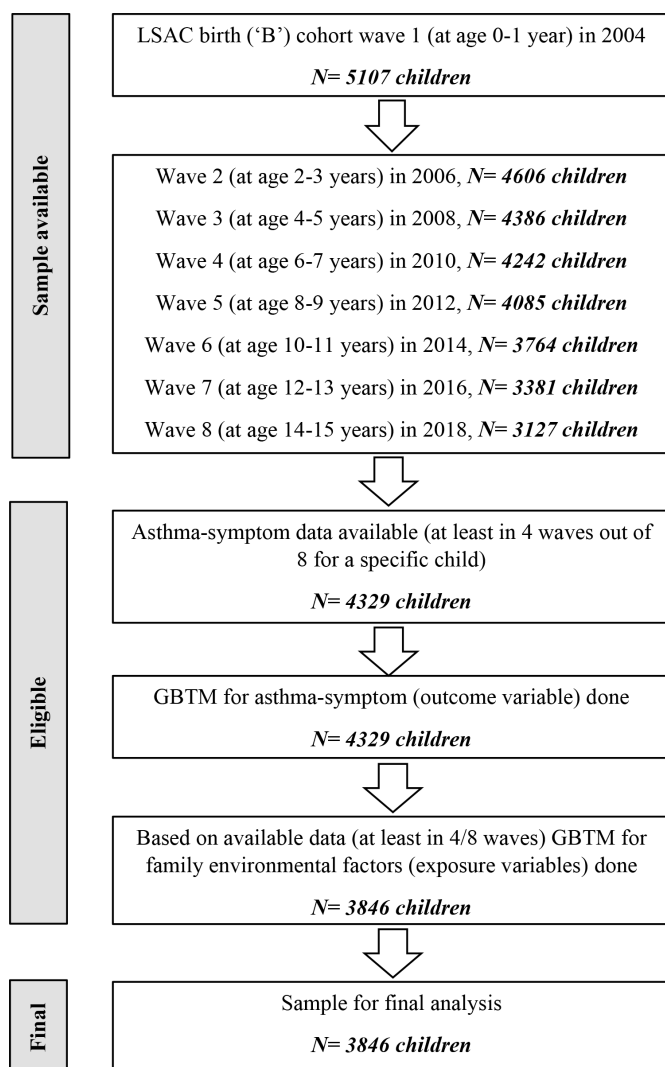 Sample available
LSAC birth (‘B’) cohort wave 1 (at age 0-1 year) in 2004
N= 5107 children
Wave 2 (at age 2-3 years) in 2006, N= 4606 children
Wave 3 (at age 4-5 years) in 2008, N= 4386 children
Wave 4 (at age 6-7 years) in 2010, N= 4242 children
Wave 5 (at age 8-9 years) in 2012, N= 4085 children
Wave 6 (at age 10-11 years) in 2014, N= 3764 children
Wave 7 (at age 12-13 years) in 2016, N= 3381 children
Wave 8 (at age 14-15 years) in 2018, N= 3127 children
Eligible
Asthma-symptom data available (at least in 4 waves out of
8 for a specific child)
N= 4329 children
GBTM for asthma-symptom (outcome variable) done
N= 4329 children
Based on available data (at least in 4/8 waves) GBTM for
family environmental factors (exposure variables) done
N= 3846 children
Final
Sample for final analysis
N= 3846 children